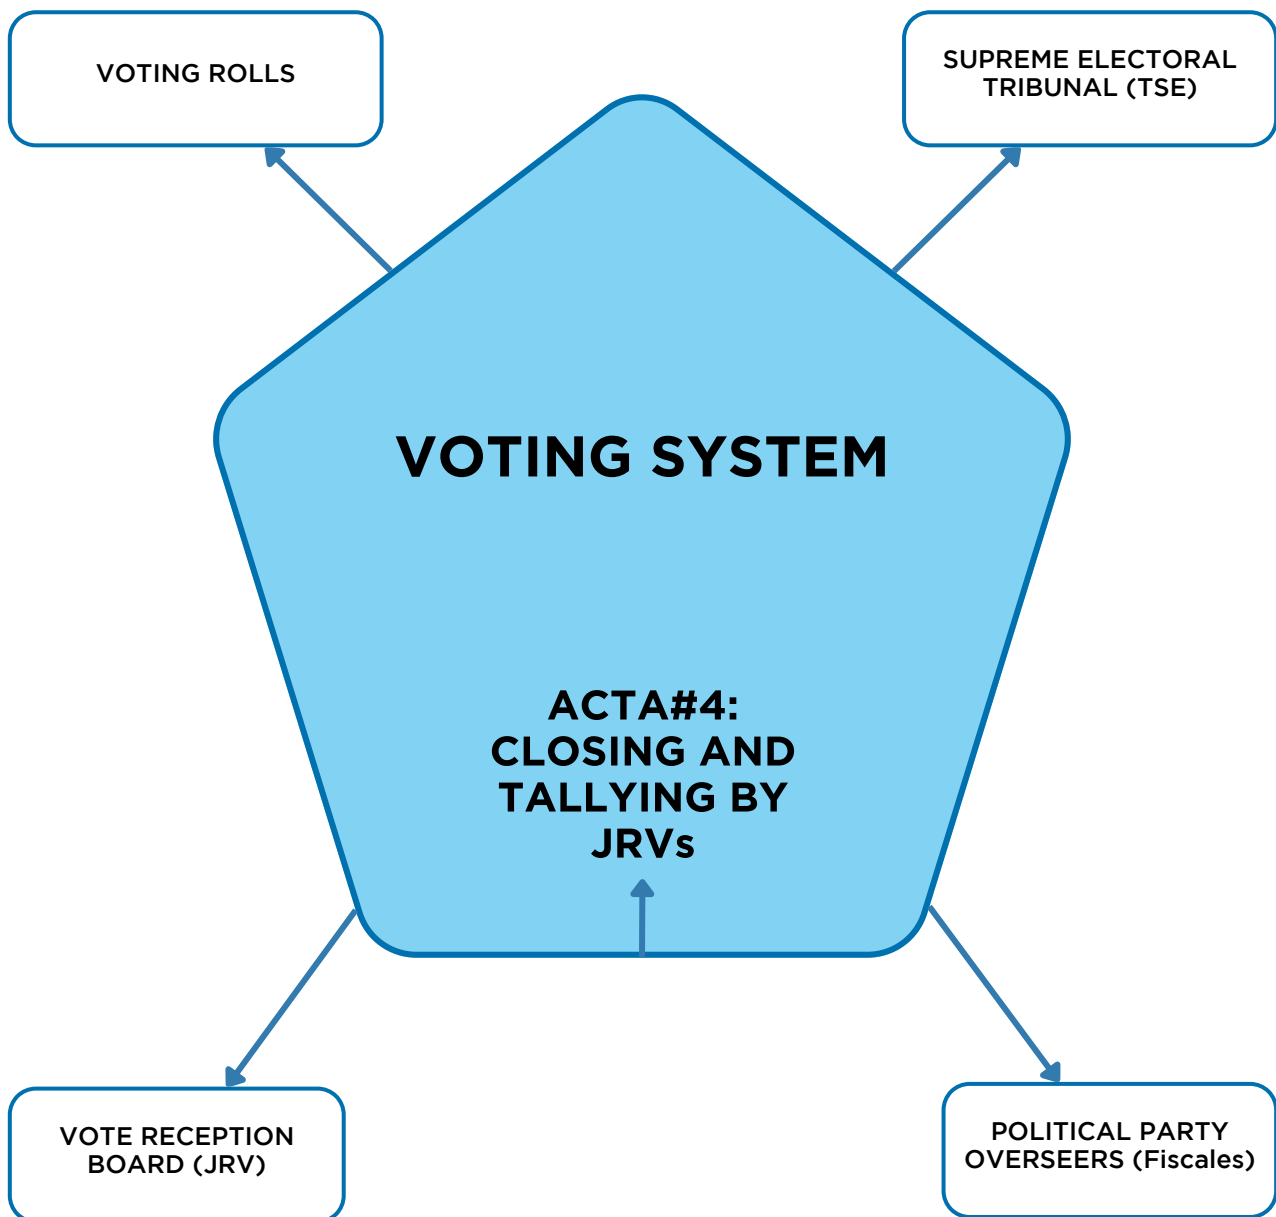 VOTING ROLLS
SUPREME ELECTORAL
TRIBUNAL (TSE)
VOTING SYSTEM
ACTA#4:
CLOSING AND
TALLYING BY
JRVs
VOTE RECEPTION
BOARD (JRV)
POLITICAL PARTY
OVERSEERS (Fiscales)